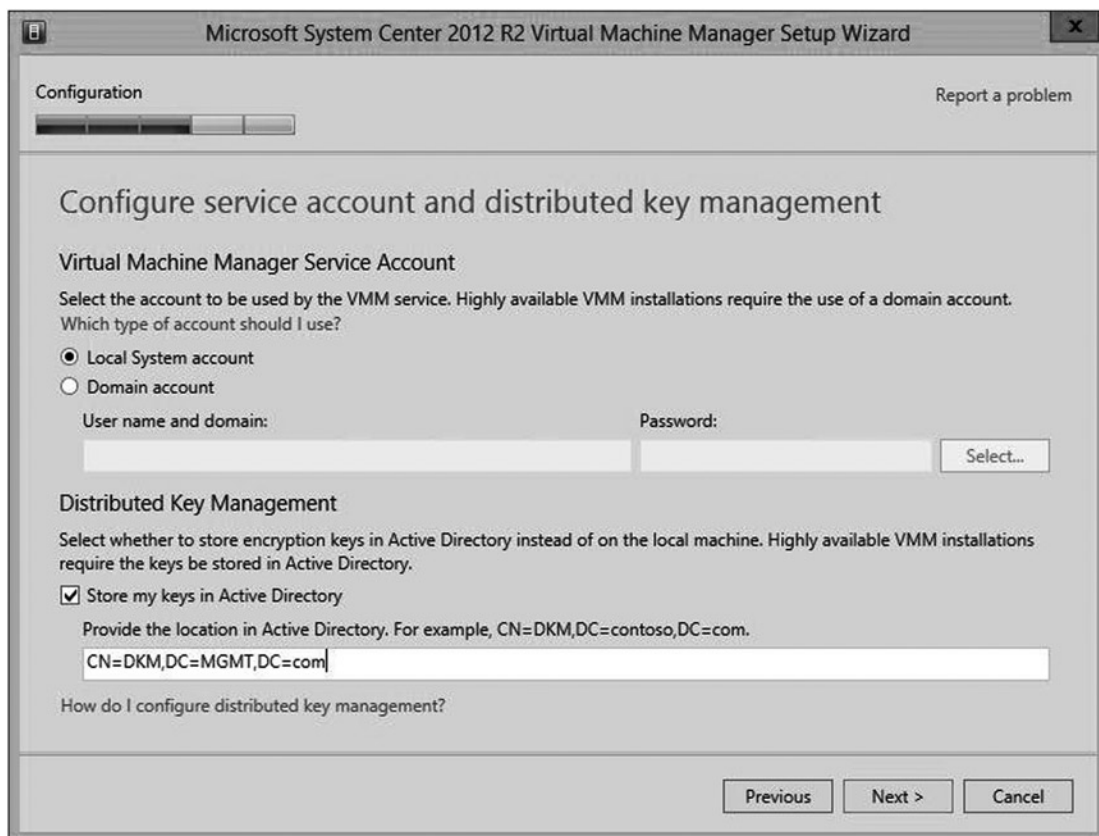 Microsoft System Center 2012 R2 Virtual Machine Manager Setup Wizard
x
Configuration
Report a problem
Configure service account and distributed key management
Virtual Machine Manager Service Account
Select the account to be used by the VMM service. Highly available VMM installations require the use of a domain account.
Which type of account should I use?
Local System account
Domain account
User name and domain: Password:
Select...
Distributed Key Management
Select whether to store encryption keys in Active Directory instead of on the local machine. Highly available VMM installations
require the keys be stored in Active Directory.
Store my keys in Active Directory
Provide the location in Active Directory. For example, CN=DKM,DC=contoso,DC=com.
CN=DKM,DC=MGMT,DC=com
How do I configure distributed key management?
Previous Next > Cancel